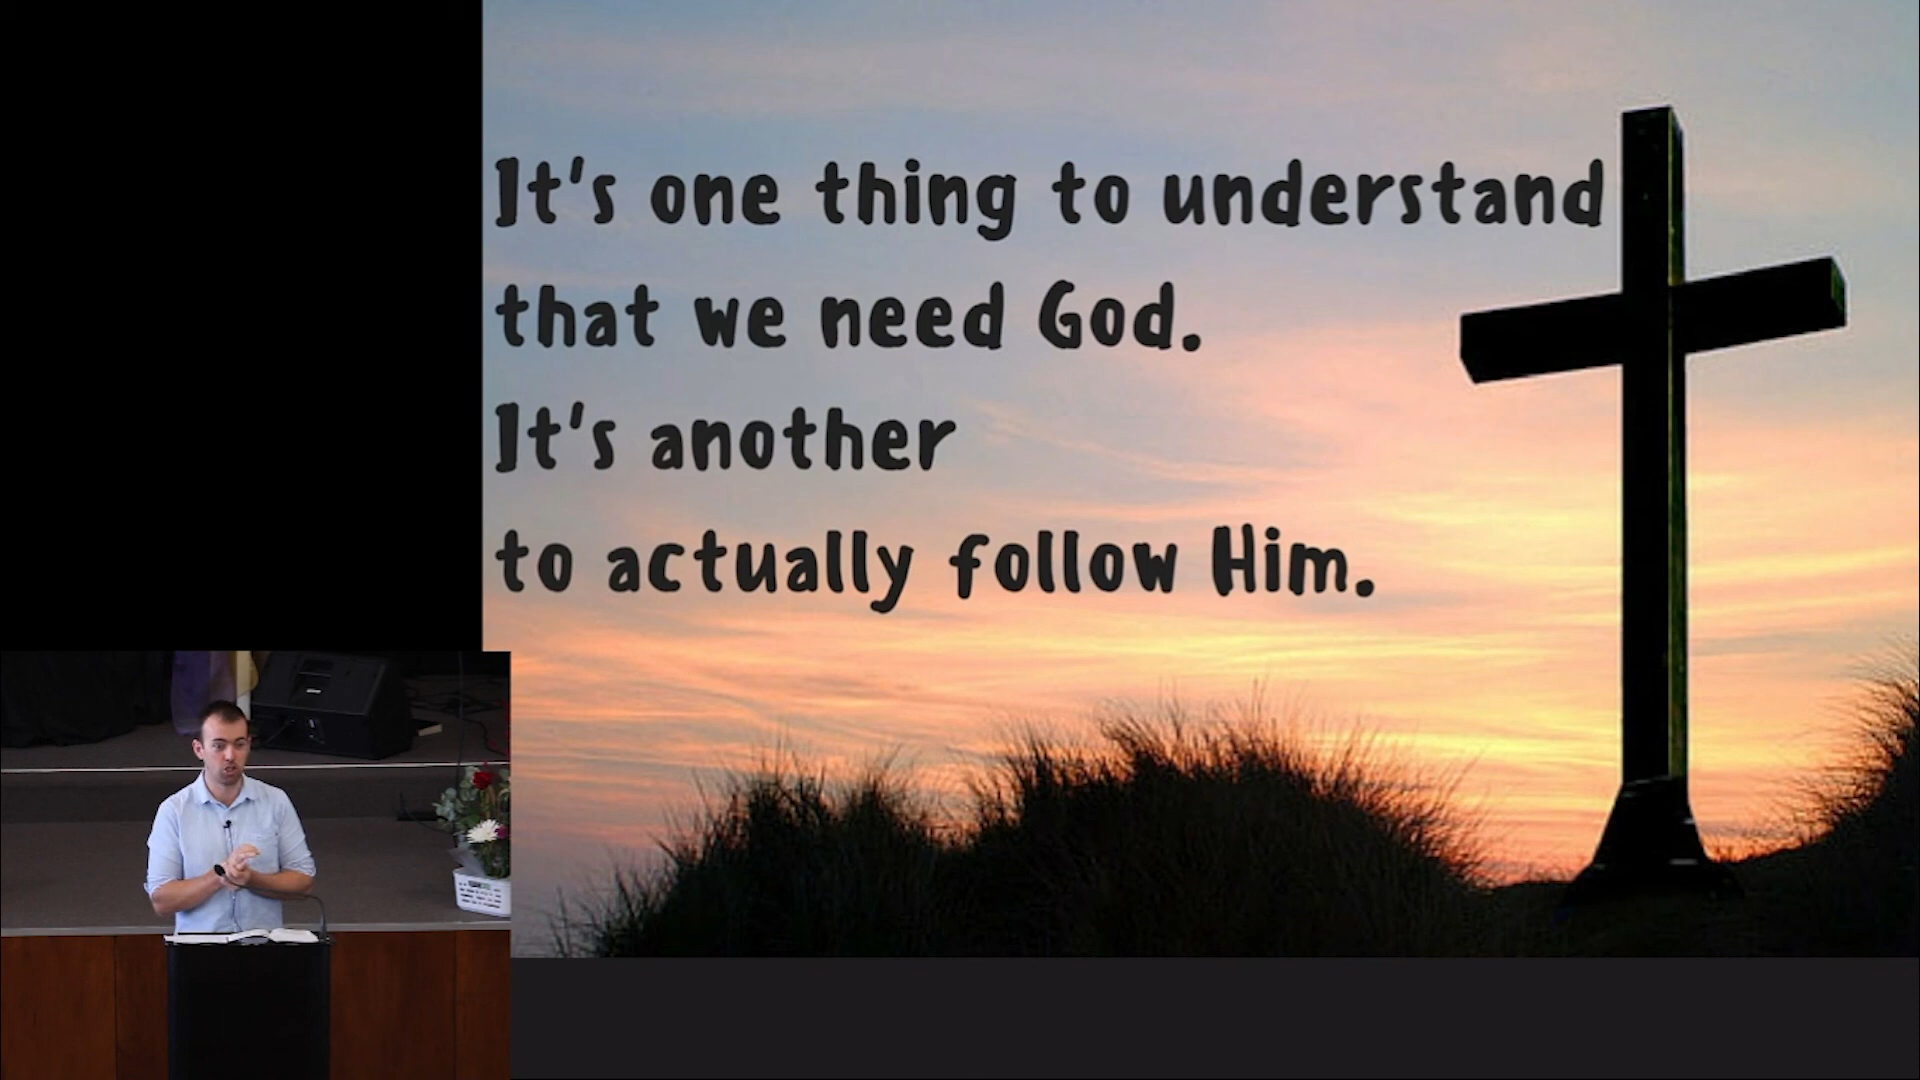 It's one thing to understand
that we need God.
It's another
to actually follow Him.